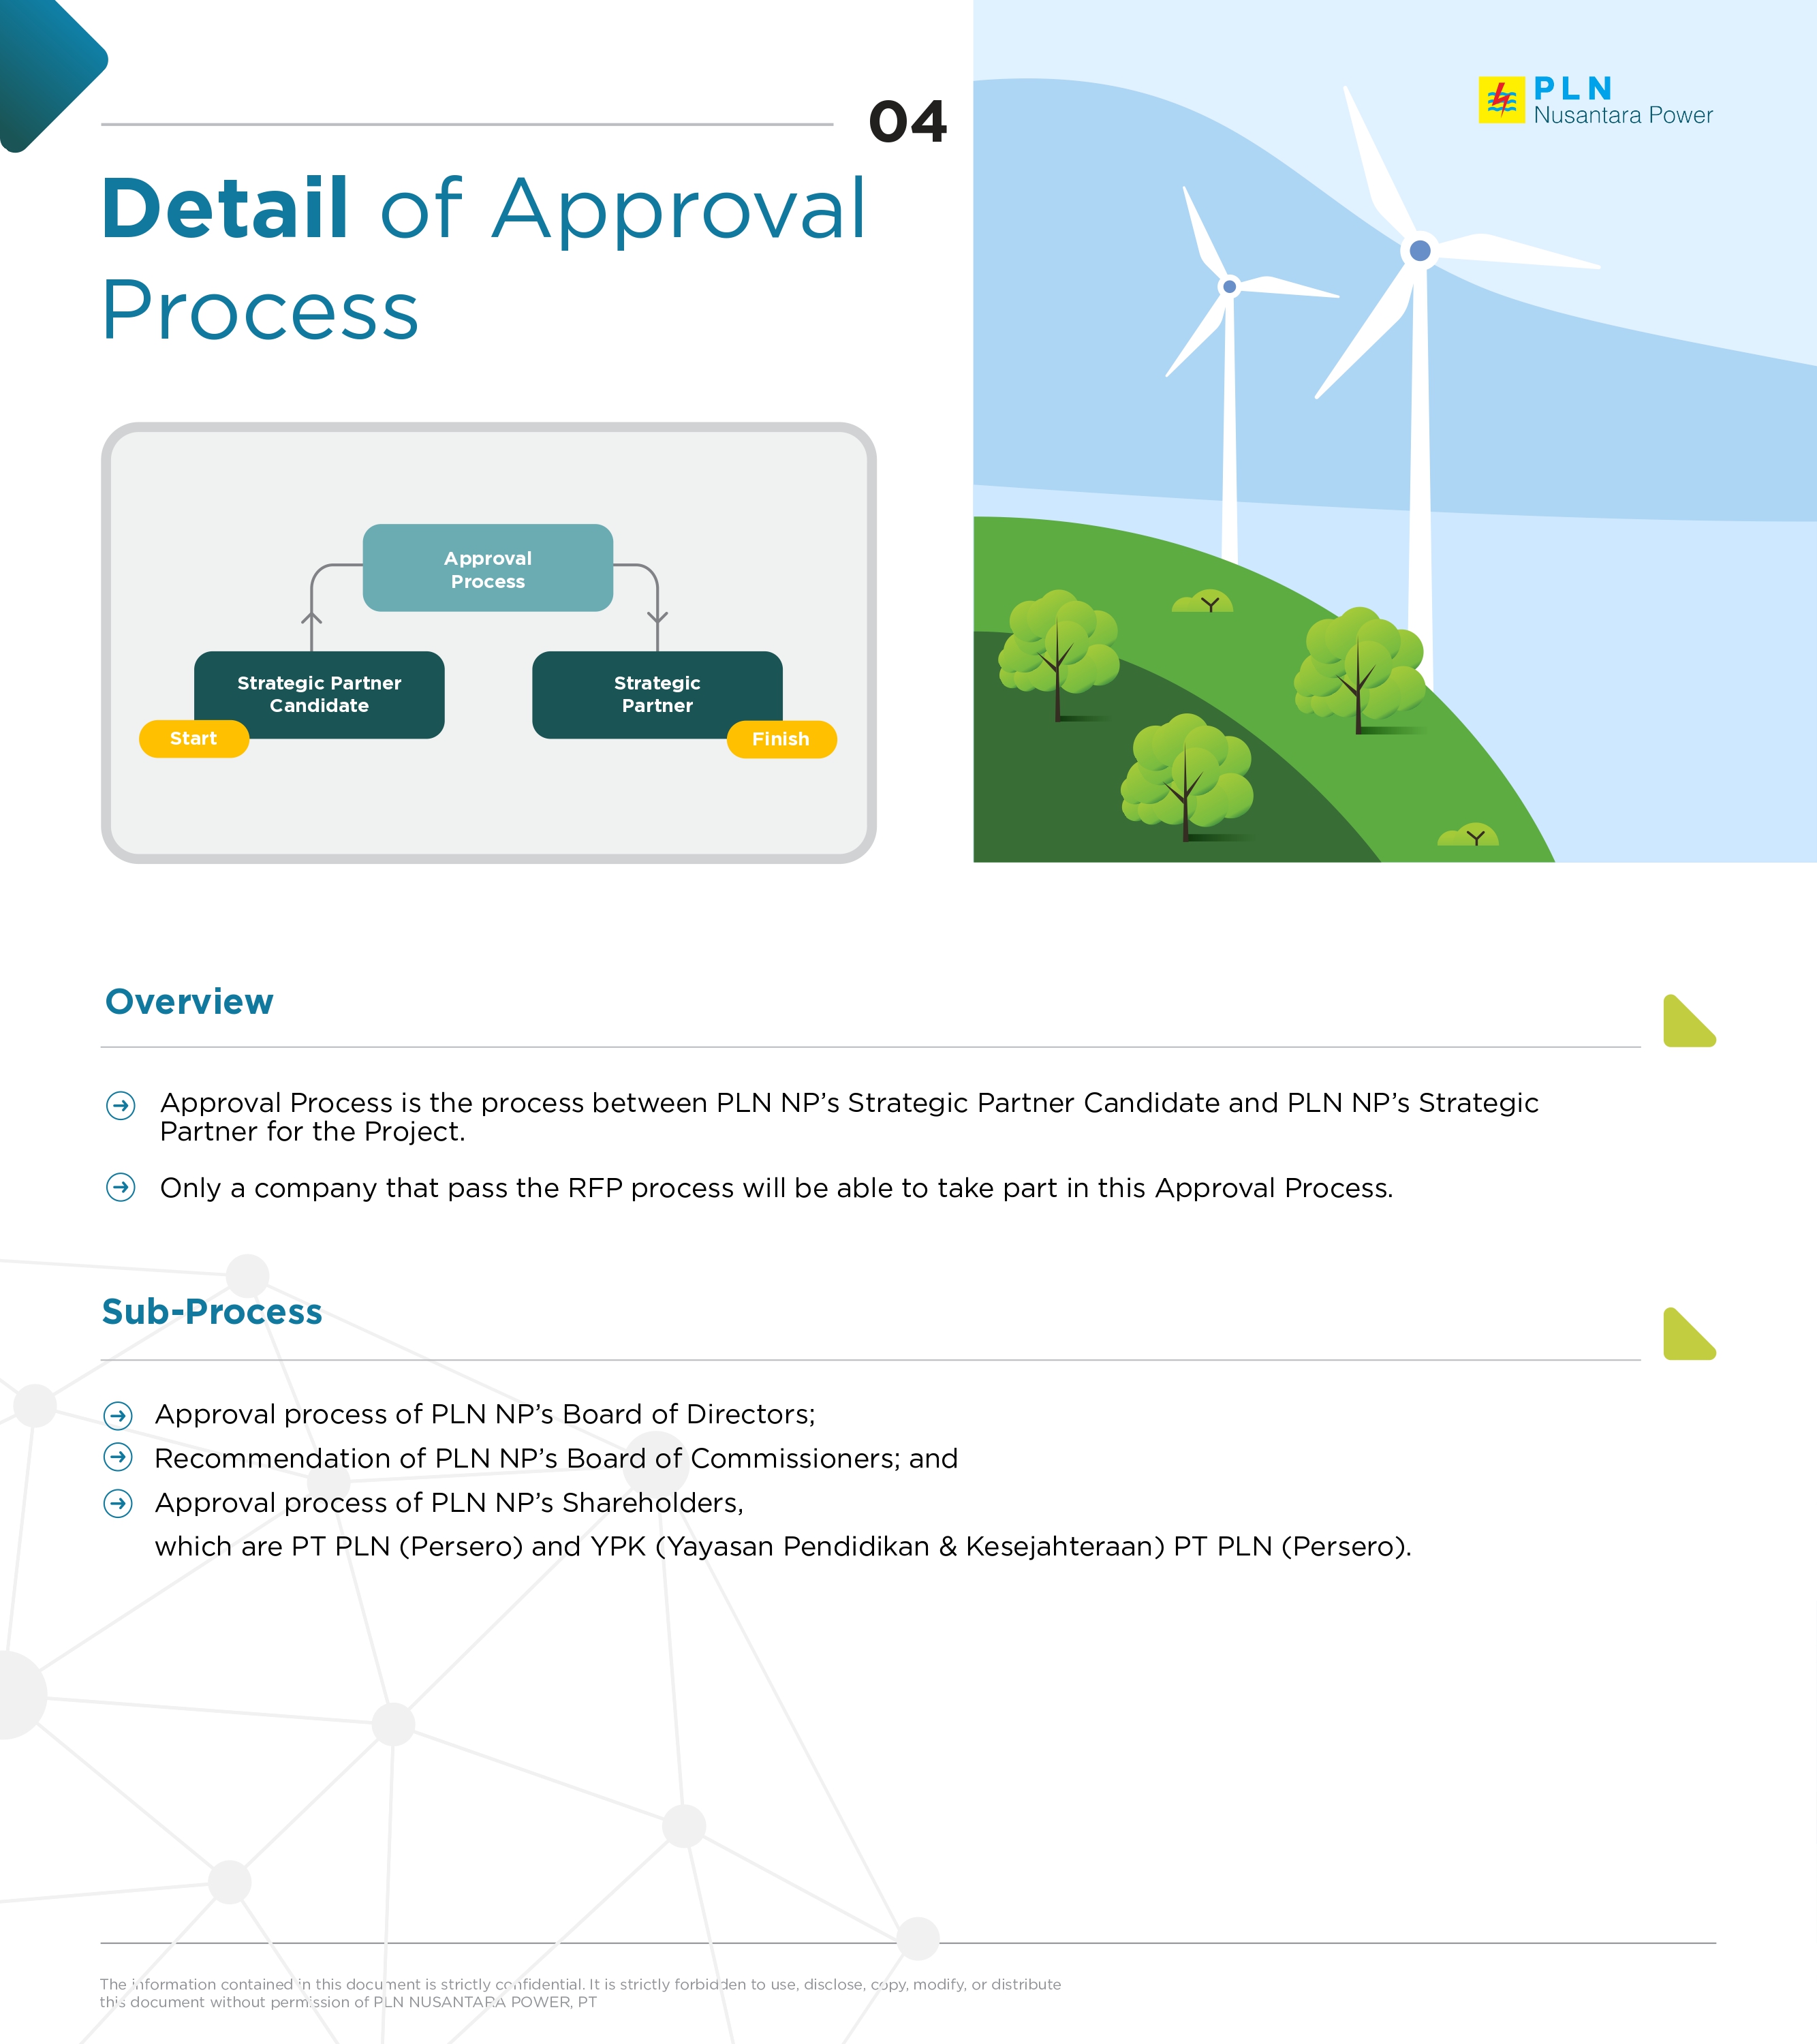 04
PLN
Nusantara Power
Detail of Approval
Process
Approval
Process
Strategic Partner
Candidate
Strategic
Partner
Start
Finish
Overview
Approval Process is the process between PLN NP’s Strategic Partner Candidate and PLN NP’s Strategic
Partner for the Project.
Only a company that pass the RFP process will be able to take part in this Approval Process.
Sub-Process
Approval process of PLN NP’s Board of Directors;
Recommendation of PLN NP’s Board of Commissioners; and
Approval process of PLN NP’s Shareholders,
which are PT PLN (Persero) and YPK (Yayasan Pendidikan & Kesejahteraan) PT PLN (Persero).
The information contained in this document is strictly confidential. It is strictly forbidden to use, disclose, copy, modify, or distribute
this document without permission of PLN NUSANTARA POWER, PT